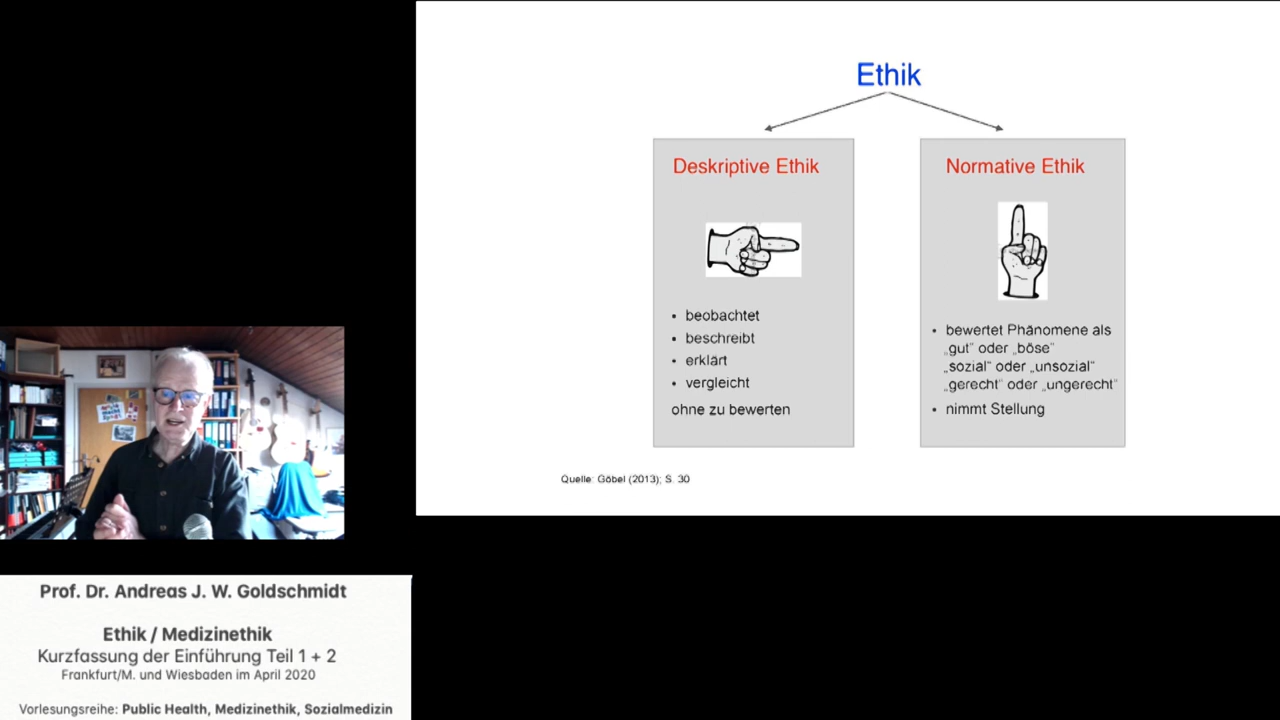 Ethik
Deskriptive Ethik
• beobachtet
• beschreibt
• erklärt
• vergleicht
ohne zu bewerten
Normative Ethik
• bewertet Phänomene als
„gut“ oder „böse“
„sozial“ oder „unsozial“
„gerecht“ oder „ungerecht“
• nimmt Stellung
Quelle: Göbel (2013); S. 30
Prof. Dr. Andreas J. W. Goldschmidt
Ethik / Medizinethik
Kurzfassung der Einführung Teil 1 + 2
Frankfurt/M. und Wiesbaden im April 2020
Vorlesungsreihe: Public Health, Medizinethik, Sozialmedizin